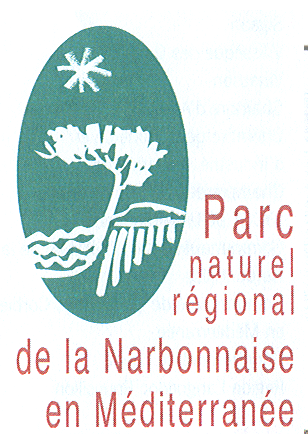 Parc
naturel
régional
de la Narbonnaise
en Méditerranée